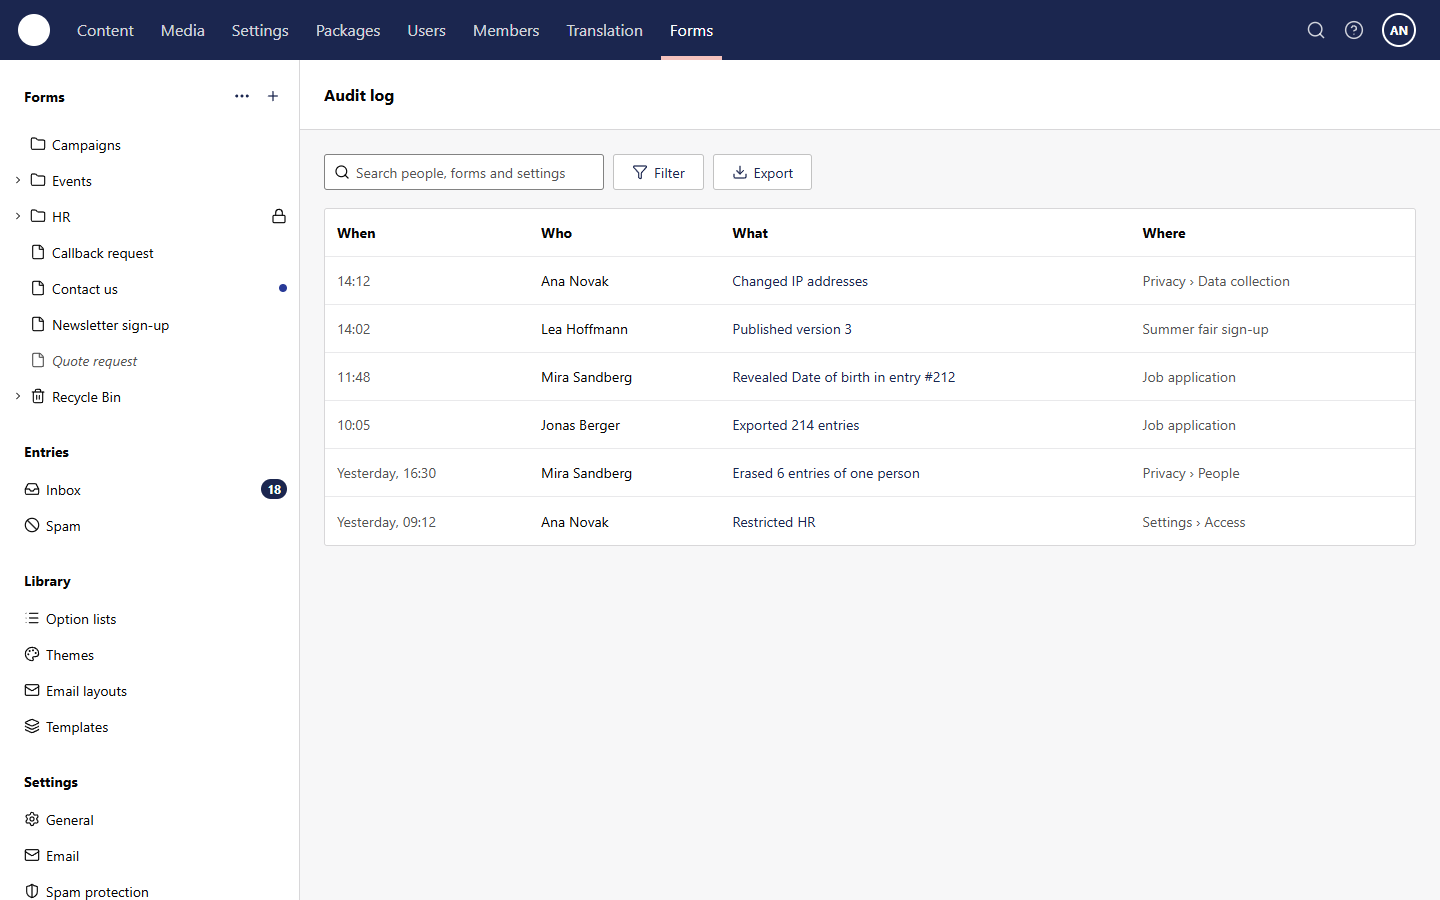 Content Media Settings Packages Users Members Translation Forms AN
Forms
Campaigns
Events
HR
Callback request
Contact us
Newsletter sign-up
Quote request
Recycle Bin
Entries
Inbox 18
Spam
Library
Option lists
Themes
Email layouts
Templates
Settings
General
Email
Spam protection
Audit log
Search people, forms and settings Filter Export
When Who What Where
14:12 Ana Novak Changed IP addresses Privacy › Data collection
14:02 Lea Hoffmann Published version 3 Summer fair sign-up
11:48 Mira Sandberg Revealed Date of birth in entry #212 Job application
10:05 Jonas Berger Exported 214 entries Job application
Yesterday, 16:30 Mira Sandberg Erased 6 entries of one person Privacy › People
Yesterday, 09:12 Ana Novak Restricted HR Settings › Access